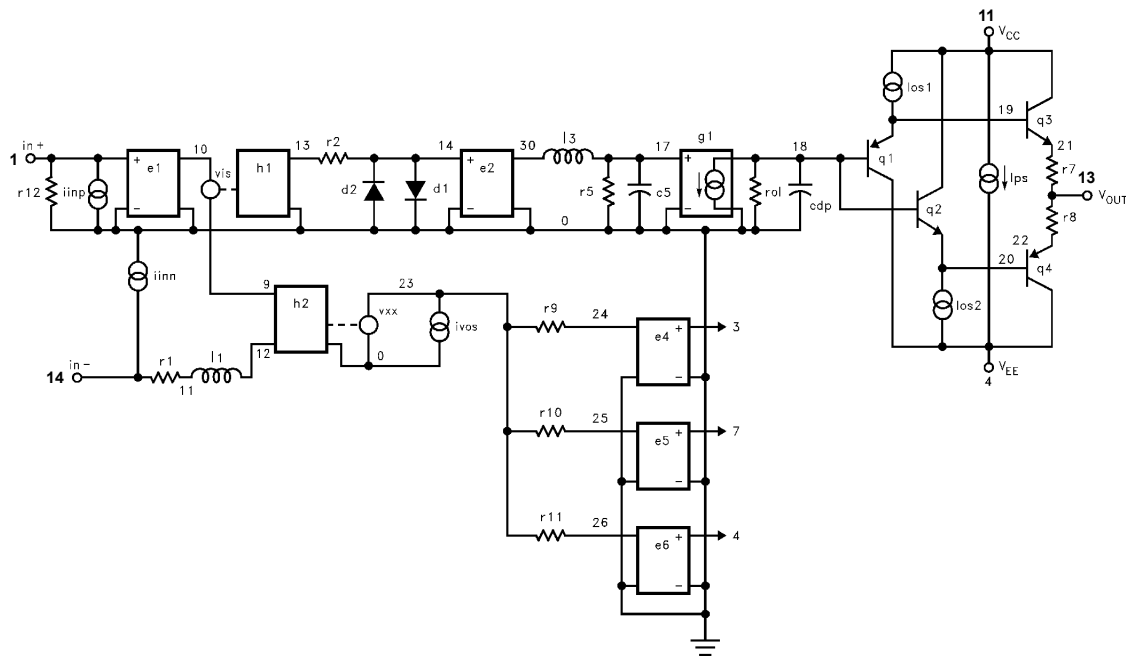 11
V_CC
Ios1
19
q3
in+
1
10
13
r2
14
30
l3
17
g1
18
q1
21
r7
e1
vis
h1
e2
13
V_OUT
r12
iinp
d2
d1
r5
c5
rol
cdp
q2
Ips
r8
0
22
20
q4
iinn
9
h2
23
Ios2
vxx
ivos
r9
24
e4
+
3
12
0
V_EE
4
in-
14
r1
l1
11
r10
25
e5
7
r11
26
e6
4